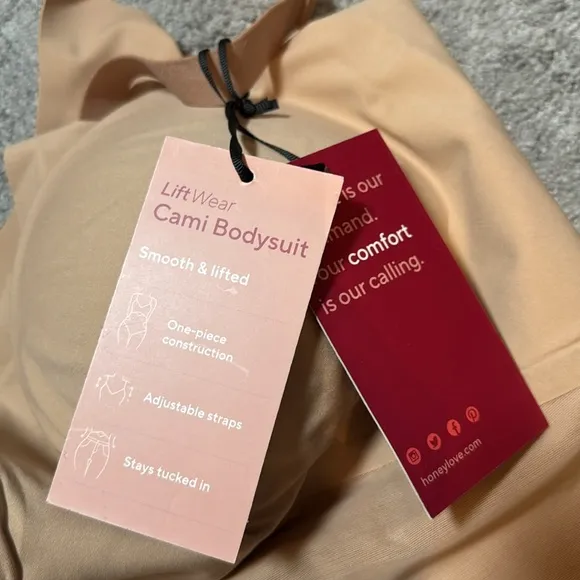 LiftWear
Cami Bodysuit
Smooth & lifted
One-piece
construction
Adjustable straps
Stays tucked in
is our
mand.
our comfort
is our calling.
honeylove.com